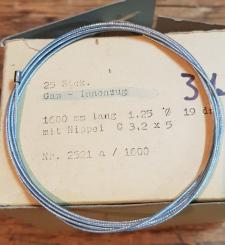 25 Stck.
Gas - Innenzug
1600 mm lang 1.25 Ø 19 dr
mit Nippel C 3.2 x 5
Nr. 2521 A / 1600